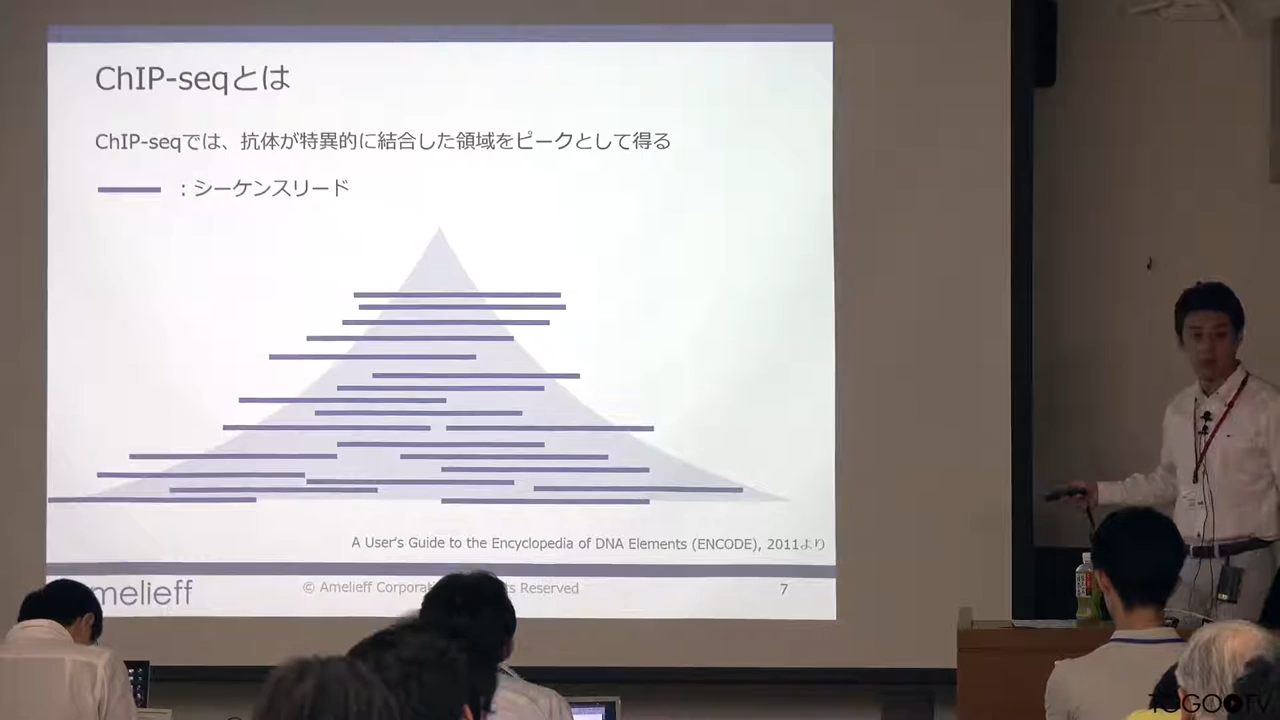 ChIP-seqとは
ChIP-seqでは、抗体が特異的に結合した領域をピークとして得る
：シーケンスリード
A User's Guide to the Encyclopedia of DNA Elements (ENCODE), 2011より
melieff
© Amelieff Corporat ts Reserved
7
TOGOTV